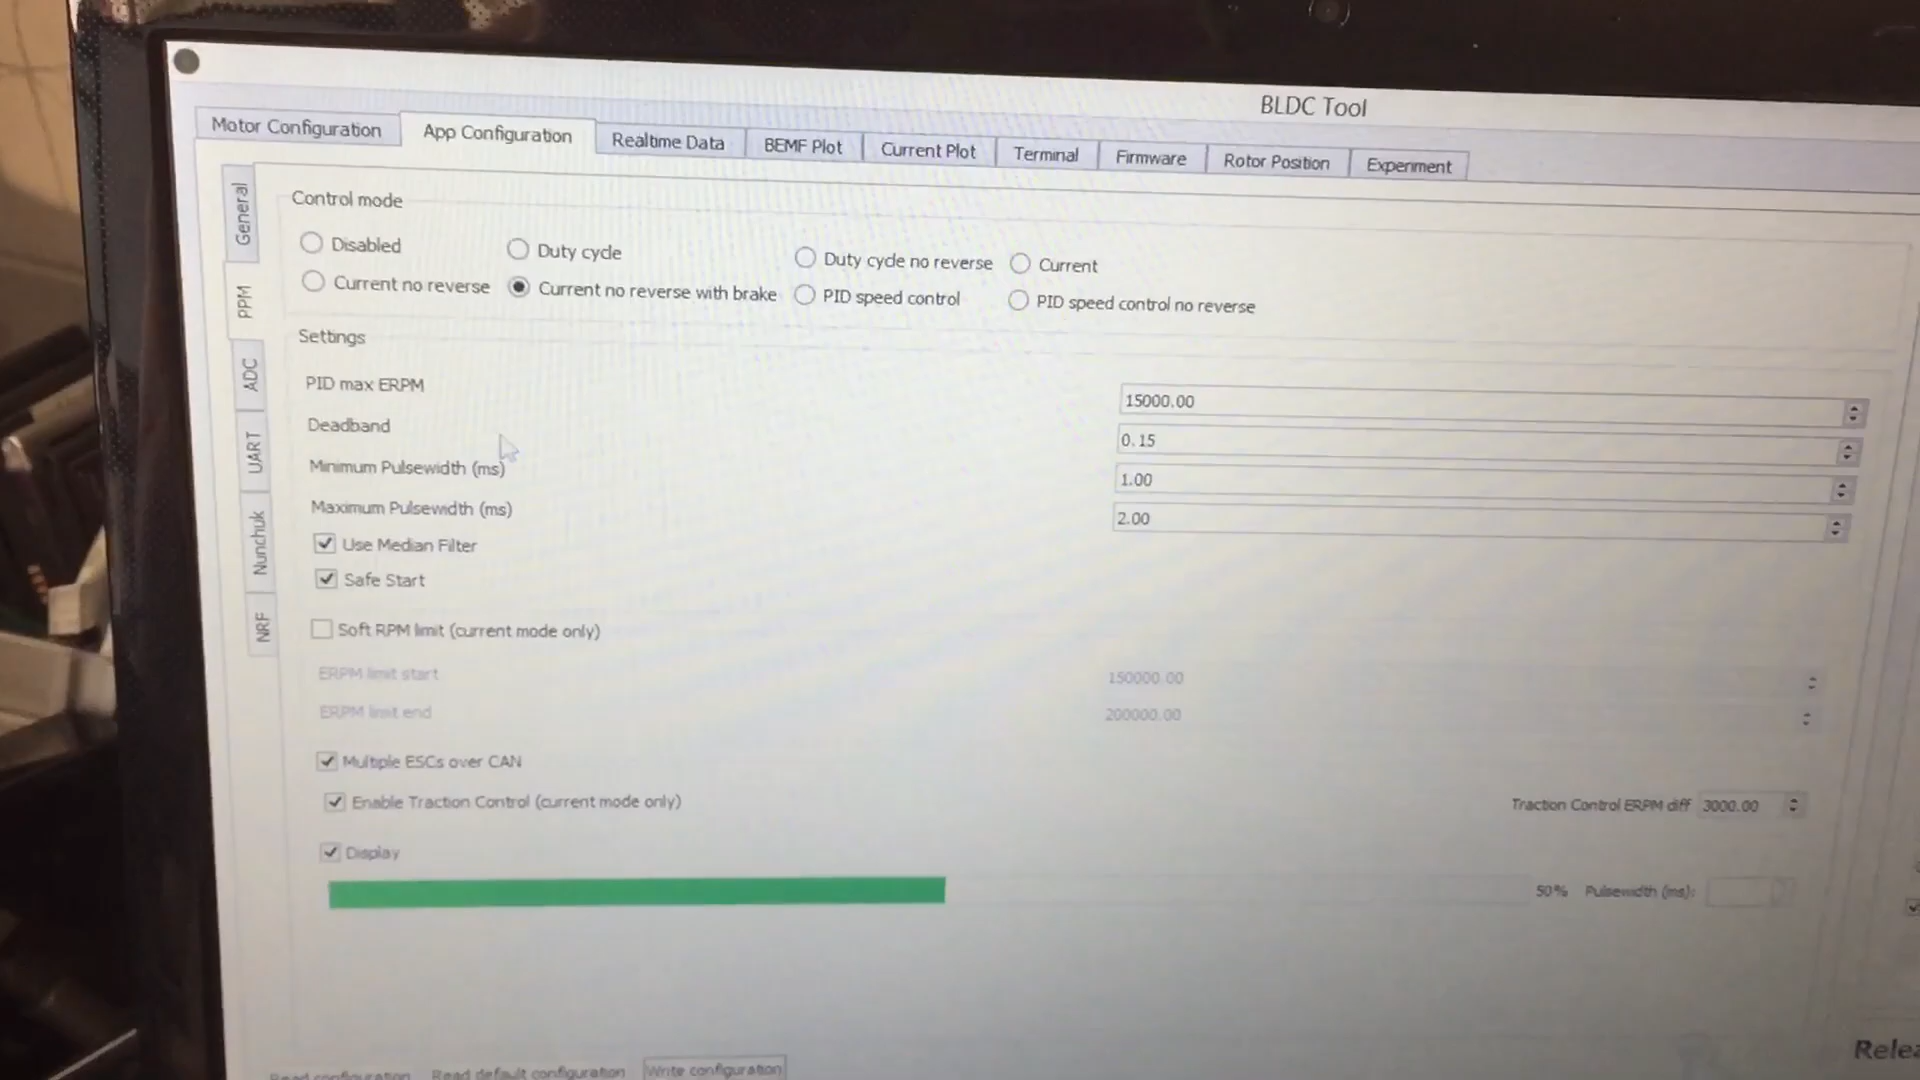 BLDC Tool
Motor Configuration App Configuration Realtime Data BEMF Plot Current Plot Terminal Firmware Rotor Position Experiment
General
PPM
ADC
UART
Nunchuk
NRF
Control mode
Disabled Duty cycle Duty cycle no reverse Current
Current no reverse Current no reverse with brake PID speed control PID speed control no reverse
Settings
PID max ERPM 15000.00
Deadband 0.15
Minimum Pulsewidth (ms) 1.00
Maximum Pulsewidth (ms) 2.00
Use Median Filter
Safe Start
Soft RPM limit (current mode only)
ERPM limit start 150000.00
ERPM limit end 200000.00
Multiple ESCs over CAN
Enable Traction Control (current mode only) Traction Control ERPM diff 3000.00
Display
50% Pulsewidth (ms):
Read configuration Read default configuration Write configuration